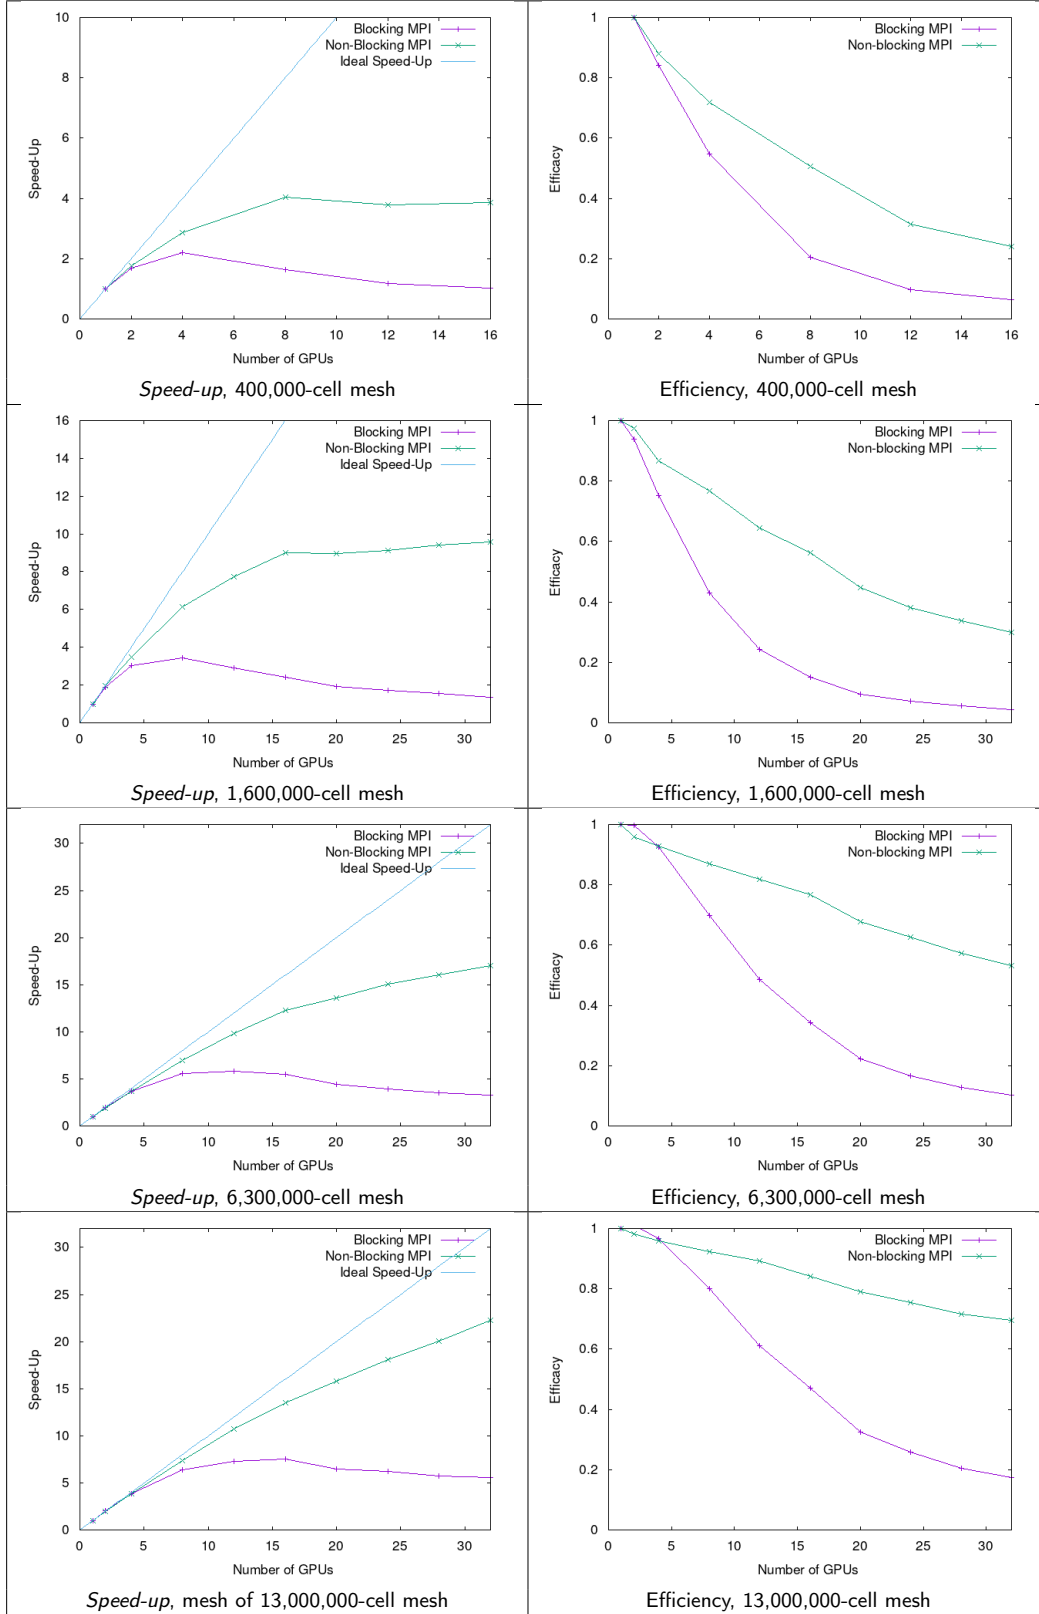 10
8
6
4
2
0
Speed-Up
Blocking MPI
Non-Blocking MPI
Ideal Speed-Up
0 2 4 6 8 10 12 14 16
Number of GPUs
Speed-up, 400,000-cell mesh
1
0.8
0.6
0.4
0.2
0
Efficacy
Blocking MPI
Non-blocking MPI
0 2 4 6 8 10 12 14 16
Number of GPUs
Efficiency, 400,000-cell mesh
16
14
12
10
8
6
4
2
0
Speed-Up
Blocking MPI
Non-Blocking MPI
Ideal Speed-Up
0 5 10 15 20 25 30
Number of GPUs
Speed-up, 1,600,000-cell mesh
1
0.8
0.6
0.4
0.2
0
Efficacy
Blocking MPI
Non-blocking MPI
0 5 10 15 20 25 30
Number of GPUs
Efficiency, 1,600,000-cell mesh
30
25
20
15
10
5
0
Speed-Up
Blocking MPI
Non-Blocking MPI
Ideal Speed-Up
0 5 10 15 20 25 30
Number of GPUs
Speed-up, 6,300,000-cell mesh
1
0.8
0.6
0.4
0.2
0
Efficacy
Blocking MPI
Non-blocking MPI
0 5 10 15 20 25 30
Number of GPUs
Efficiency, 6,300,000-cell mesh
30
25
20
15
10
5
0
Speed-Up
Blocking MPI
Non-Blocking MPI
Ideal Speed-Up
0 5 10 15 20 25 30
Number of GPUs
Speed-up, mesh of 13,000,000-cell mesh
1
0.8
0.6
0.4
0.2
0
Efficacy
Blocking MPI
Non-blocking MPI
0 5 10 15 20 25 30
Number of GPUs
Efficiency, 13,000,000-cell mesh